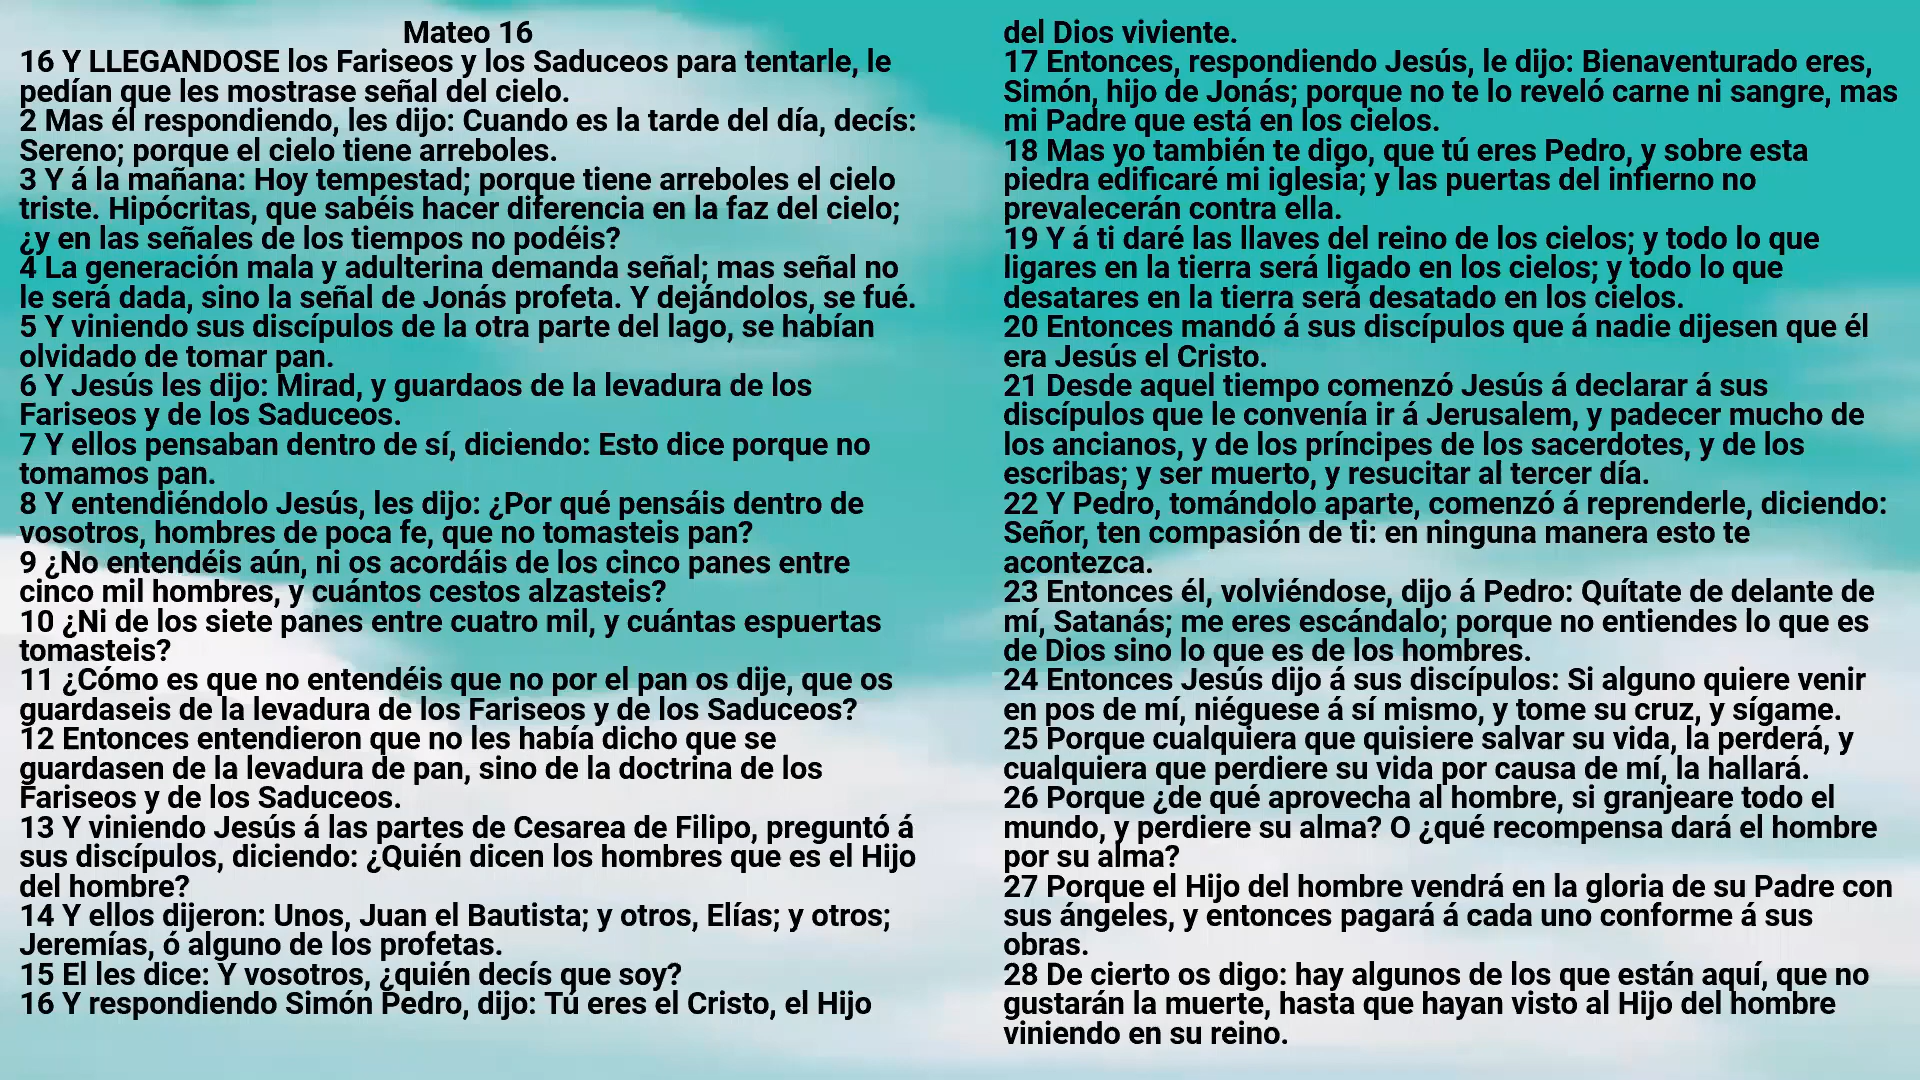 Mateo 16
16 Y LLEGANDOSE los Fariseos y los Saduceos para tentarle, le
pedían que les mostrase señal del cielo.
2 Mas él respondiendo, les dijo: Cuando es la tarde del día, decís:
Sereno; porque el cielo tiene arreboles.
3 Y á la mañana: Hoy tempestad; porque tiene arreboles el cielo
triste. Hipócritas, que sabéis hacer diferencia en la faz del cielo;
¿y en las señales de los tiempos no podéis?
4 La generación mala y adulterina demanda señal; mas señal no
le será dada, sino la señal de Jonás profeta. Y dejándolos, se fué.
5 Y viniendo sus discípulos de la otra parte del lago, se habían
olvidado de tomar pan.
6 Y Jesús les dijo: Mirad, y guardaos de la levadura de los
Fariseos y de los Saduceos.
7 Y ellos pensaban dentro de sí, diciendo: Esto dice porque no
tomamos pan.
8 Y entendiéndolo Jesús, les dijo: ¿Por qué pensáis dentro de
vosotros, hombres de poca fe, que no tomasteis pan?
9 ¿No entendéis aún, ni os acordáis de los cinco panes entre
cinco mil hombres, y cuántos cestos alzasteis?
10 ¿Ni de los siete panes entre cuatro mil, y cuántas espuertas
tomasteis?
11 ¿Cómo es que no entendéis que no por el pan os dije, que os
guardaseis de la levadura de los Fariseos y de los Saduceos?
12 Entonces entendieron que no les había dicho que se
guardasen de la levadura de pan, sino de la doctrina de los
Fariseos y de los Saduceos.
13 Y viniendo Jesús á las partes de Cesarea de Filipo, preguntó á
sus discípulos, diciendo: ¿Quién dicen los hombres que es el Hijo
del hombre?
14 Y ellos dijeron: Unos, Juan el Bautista; y otros, Elías; y otros;
Jeremías, ó alguno de los profetas.
15 El les dice: Y vosotros, ¿quién decís que soy?
16 Y respondiendo Simón Pedro, dijo: Tú eres el Cristo, el Hijo
del Dios viviente.
17 Entonces, respondiendo Jesús, le dijo: Bienaventurado eres,
Simón, hijo de Jonás; porque no te lo reveló carne ni sangre, mas
mi Padre que está en los cielos.
18 Mas yo también te digo, que tú eres Pedro, y sobre esta
piedra edificaré mi iglesia; y las puertas del infierno no
prevalecerán contra ella.
19 Y á ti daré las llaves del reino de los cielos; y todo lo que
ligares en la tierra será ligado en los cielos; y todo lo que
desatares en la tierra será desatado en los cielos.
20 Entonces mandó á sus discípulos que á nadie dijesen que él
era Jesús el Cristo.
21 Desde aquel tiempo comenzó Jesús á declarar á sus
discípulos que le convenía ir á Jerusalem, y padecer mucho de
los ancianos, y de los príncipes de los sacerdotes, y de los
escribas; y ser muerto, y resucitar al tercer día.
22 Y Pedro, tomándolo aparte, comenzó á reprenderle, diciendo:
Señor, ten compasión de ti: en ninguna manera esto te
acontezca.
23 Entonces él, volviéndose, dijo á Pedro: Quítate de delante de
mí, Satanás; me eres escándalo; porque no entiendes lo que es
de Dios sino lo que es de los hombres.
24 Entonces Jesús dijo á sus discípulos: Si alguno quiere venir
en pos de mí, niéguese á sí mismo, y tome su cruz, y sígame.
25 Porque cualquiera que quisiere salvar su vida, la perderá, y
cualquiera que perdiere su vida por causa de mí, la hallará.
26 Porque ¿de qué aprovecha al hombre, si granjeare todo el
mundo, y perdiere su alma? O ¿qué recompensa dará el hombre
por su alma?
27 Porque el Hijo del hombre vendrá en la gloria de su Padre con
sus ángeles, y entonces pagará á cada uno conforme á sus
obras.
28 De cierto os digo: hay algunos de los que están aquí, que no
gustarán la muerte, hasta que hayan visto al Hijo del hombre
viniendo en su reino.